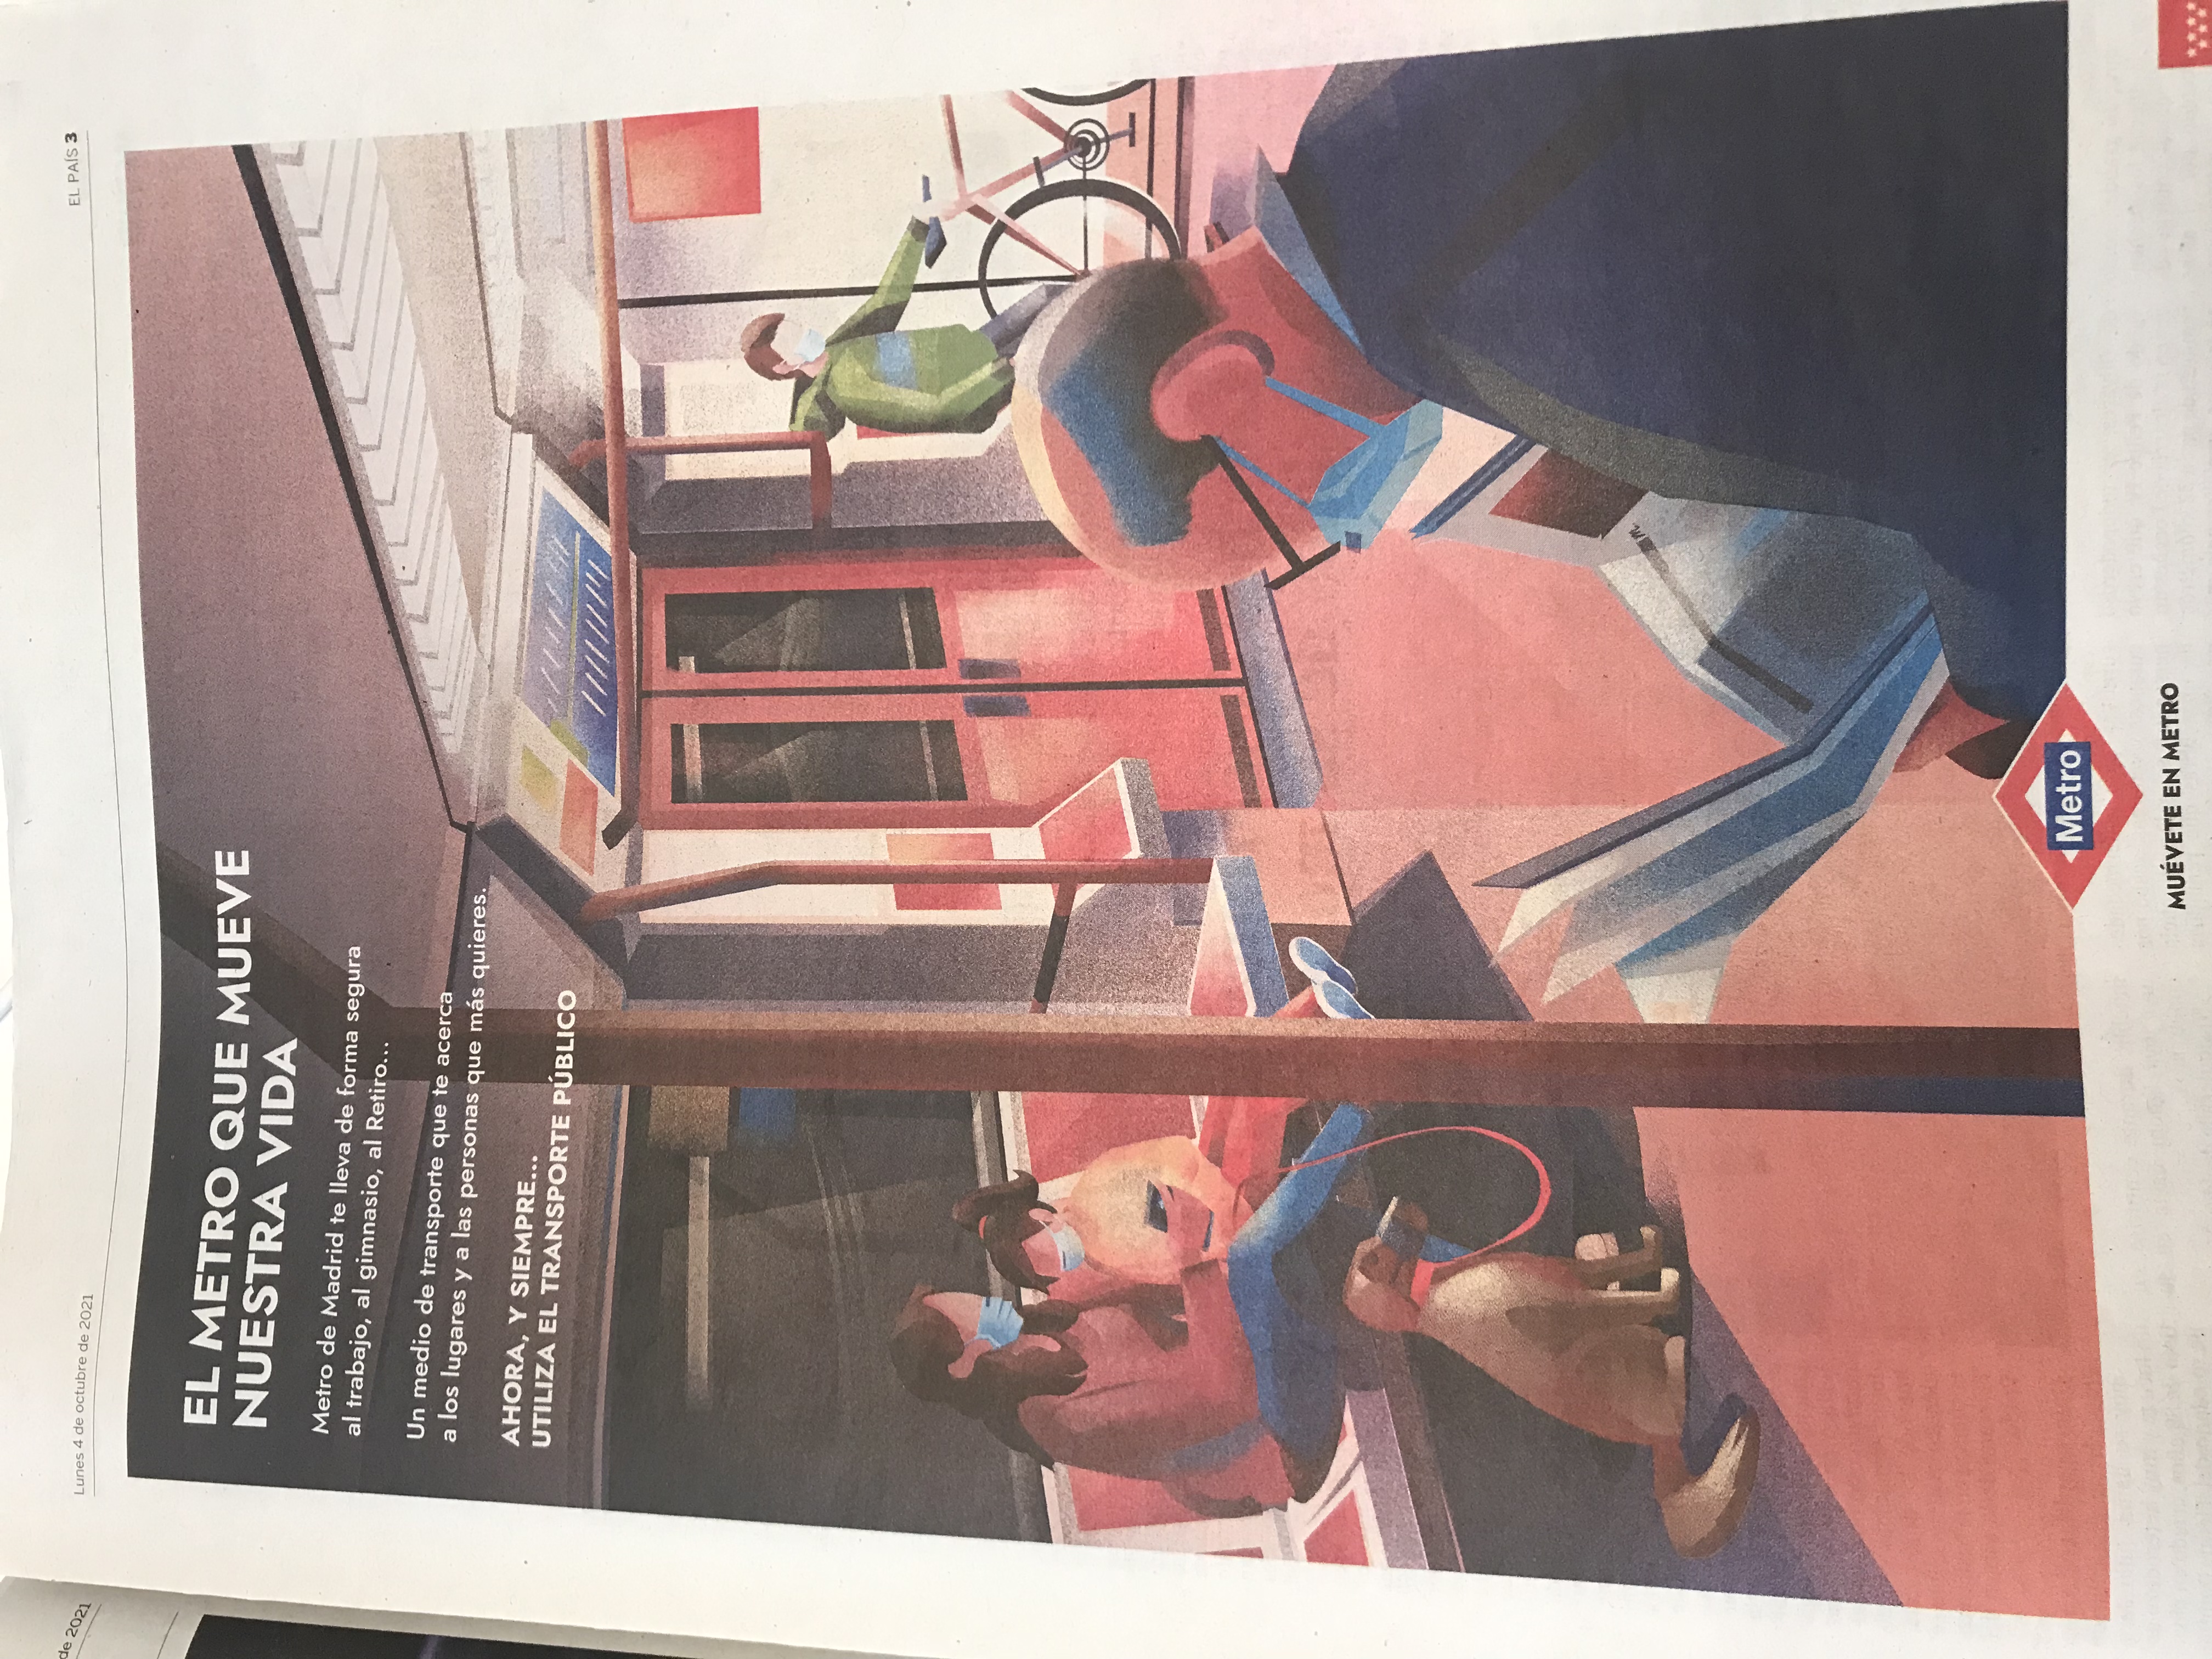 de 2021
Lunes 4 de octubre de 2021
EL PAÍS 3
EL METRO QUE MUEVE
NUESTRA VIDA
Metro de Madrid te lleva de forma segura
al trabajo, al gimnasio, al Retiro...
Un medio de transporte que te acerca
a los lugares y a las personas que más quieres.
AHORA, Y SIEMPRE...
UTILIZA EL TRANSPORTE PÚBLICO
Metro
MUÉVETE EN METRO